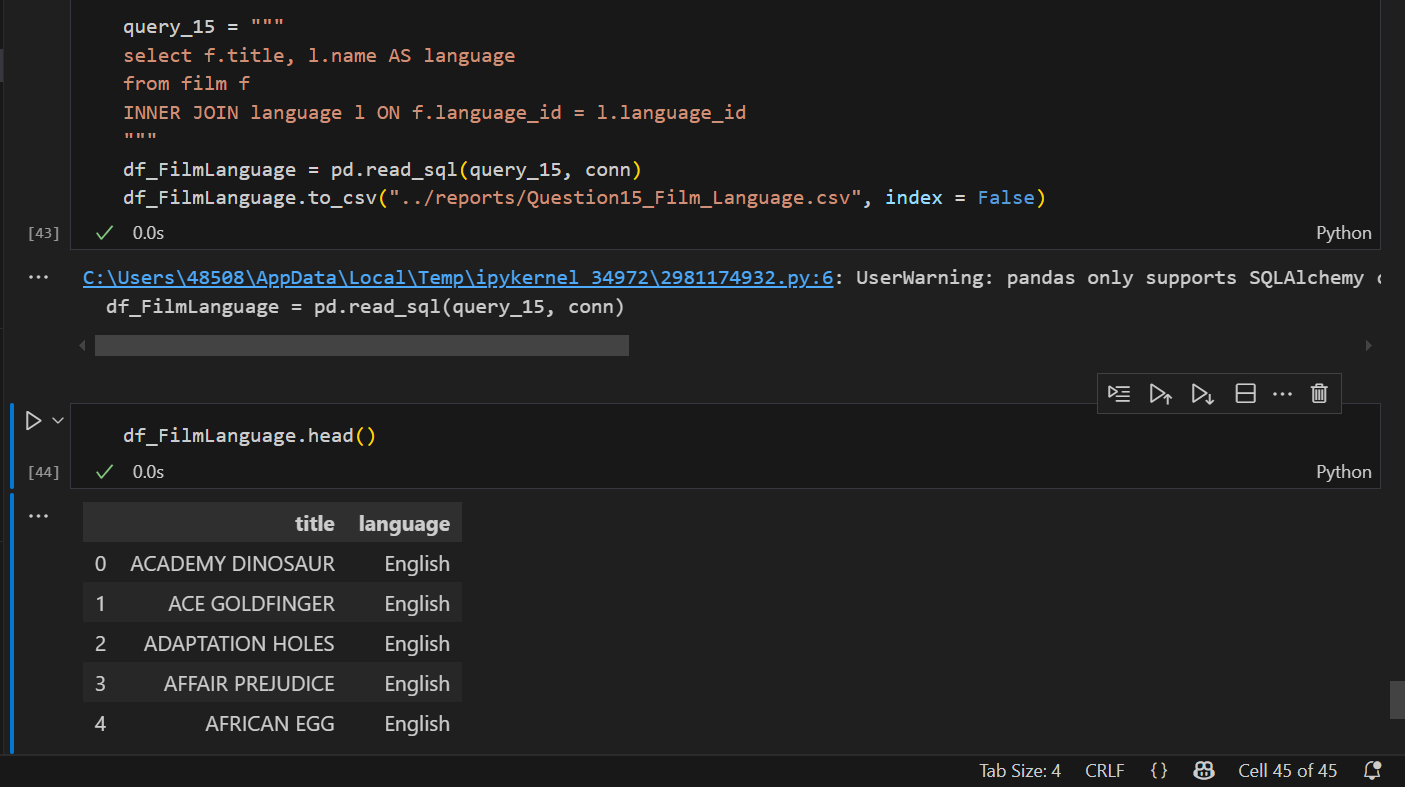 query_15 = """
select f.title, l.name AS language
from film f
INNER JOIN language l ON f.language_id = l.language_id
"""
df_FilmLanguage = pd.read_sql(query_15, conn)
df_FilmLanguage.to_csv("../reports/Question15_Film_Language.csv", index = False)
[43] 0.0s Python
C:\Users\48508\AppData\Local\Temp\ipykernel_34972\2981174932.py:6: UserWarning: pandas only supports SQLAlchemy
df_FilmLanguage = pd.read_sql(query_15, conn)
df_FilmLanguage.head()
[44] 0.0s Python
title language
0 ACADEMY DINOSAUR English
1 ACE GOLDFINGER English
2 ADAPTATION HOLES English
3 AFFAIR PREJUDICE English
4 AFRICAN EGG English
Tab Size: 4 CRLF {} Cell 45 of 45